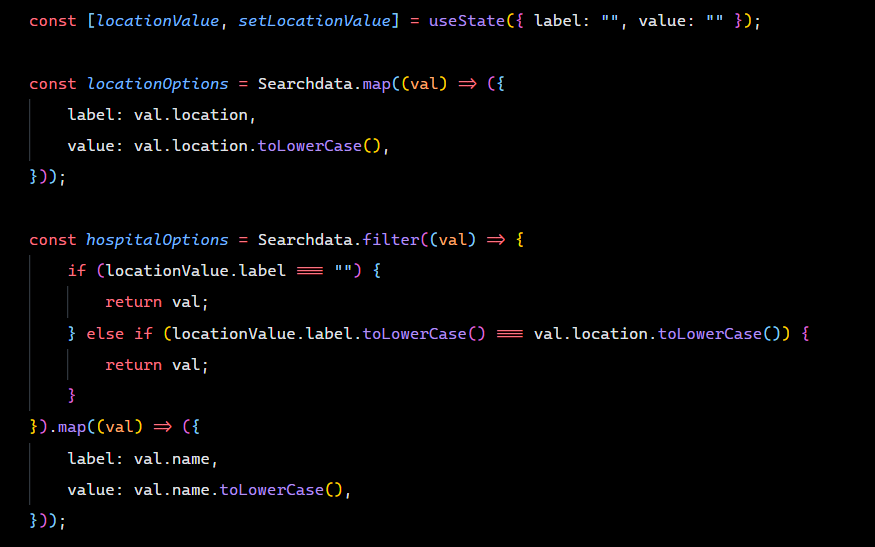 const [locationValue, setLocationValue] = useState({ label: "", value: "" });
const locationOptions = Searchdata.map((val) => ({
label: val.location,
value: val.location.toLowerCase(),
}));
const hospitalOptions = Searchdata.filter((val) => {
if (locationValue.label === "") {
return val;
} else if (locationValue.label.toLowerCase() === val.location.toLowerCase()) {
return val;
}
}).map((val) => ({
label: val.name,
value: val.name.toLowerCase(),
}));